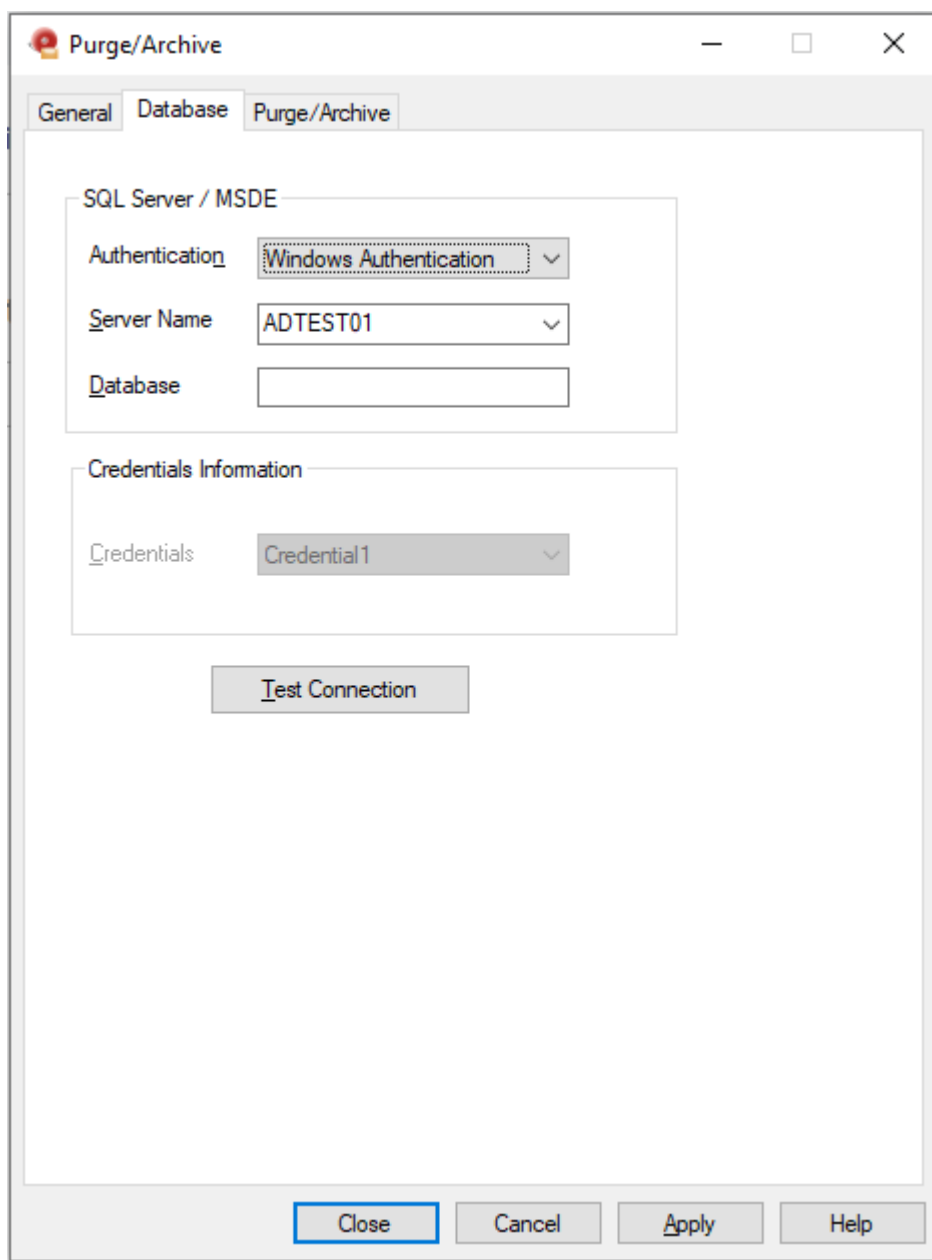 Purge/Archive
General Database Purge/Archive
SQL Server / MSDE
Authentication Windows Authentication
Server Name ADTEST01
Database
Credentials Information
Credentials Credential1
Test Connection
Close Cancel Apply Help